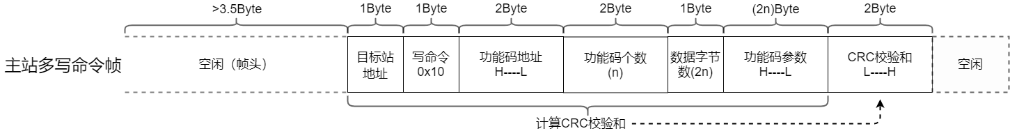 >3.5Byte 1Byte 1Byte 2Byte 2Byte 1Byte (2n)Byte 2Byte
主站多写命令帧
空闲（帧头）
目标站
地址
写命令
0x10
功能码地址
H----L
功能码个数
(n)
数据字节
数(2n)
功能码参数
H----L
CRC校验和
L----H
空闲
计算CRC校验和